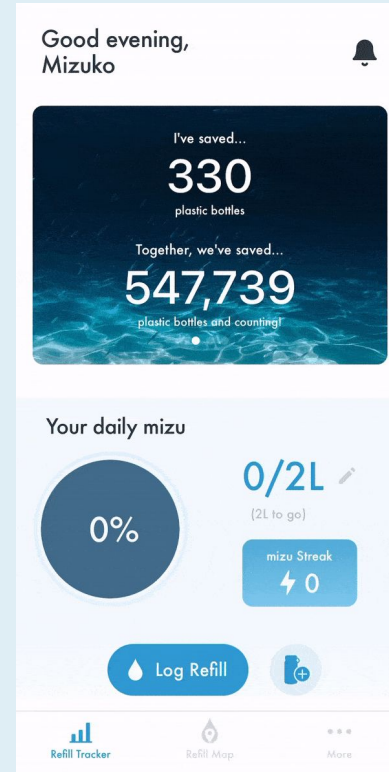 Good evening,
Mizuko
I've saved...
330
plastic bottles
Together, we've saved...
547,739
plastic bottles and counting!
Your daily mizu
0%
0/2L
(2L to go)
mizu Streak
0
Log Refill
Refill Tracker
Refill Map
More